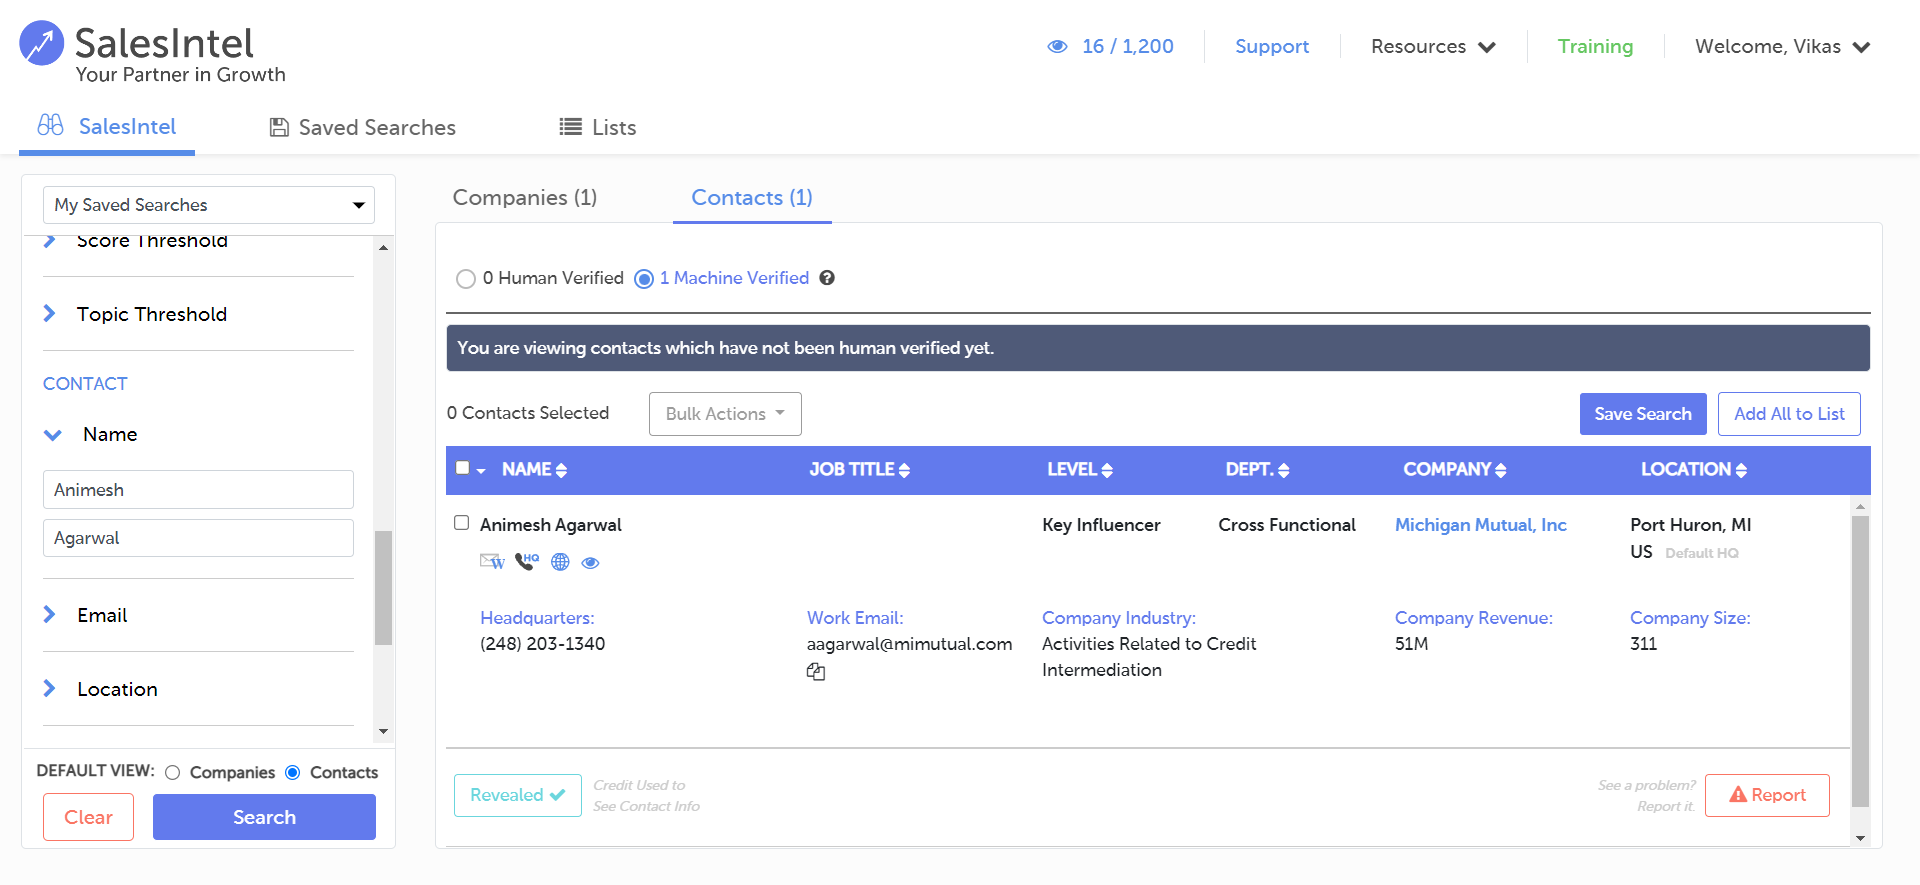 SalesIntel
Your Partner in Growth
16 / 1,200
Support
Resources
Training
Welcome, Vikas
SalesIntel
Saved Searches
Lists
My Saved Searches
Score Threshold
Topic Threshold
CONTACT
Name
Animesh
Agarwal
Email
Location
DEFAULT VIEW: Companies Contacts
Clear
Search
Companies (1)
Contacts (1)
0 Human Verified 1 Machine Verified ?
You are viewing contacts which have not been human verified yet.
0 Contacts Selected
Bulk Actions
Save Search
Add All to List
NAME JOB TITLE LEVEL DEPT. COMPANY LOCATION
Animesh Agarwal Key Influencer Cross Functional Michigan Mutual, Inc Port Huron, MI
US Default HQ
W HQ
Headquarters: Work Email: Company Industry: Company Revenue: Company Size:
(248) 203-1340 aagarwal@mimutual.com Activities Related to Credit 51M 311
Intermediation
Revealed
Credit Used to
See Contact Info
See a problem?
Report it.
Report